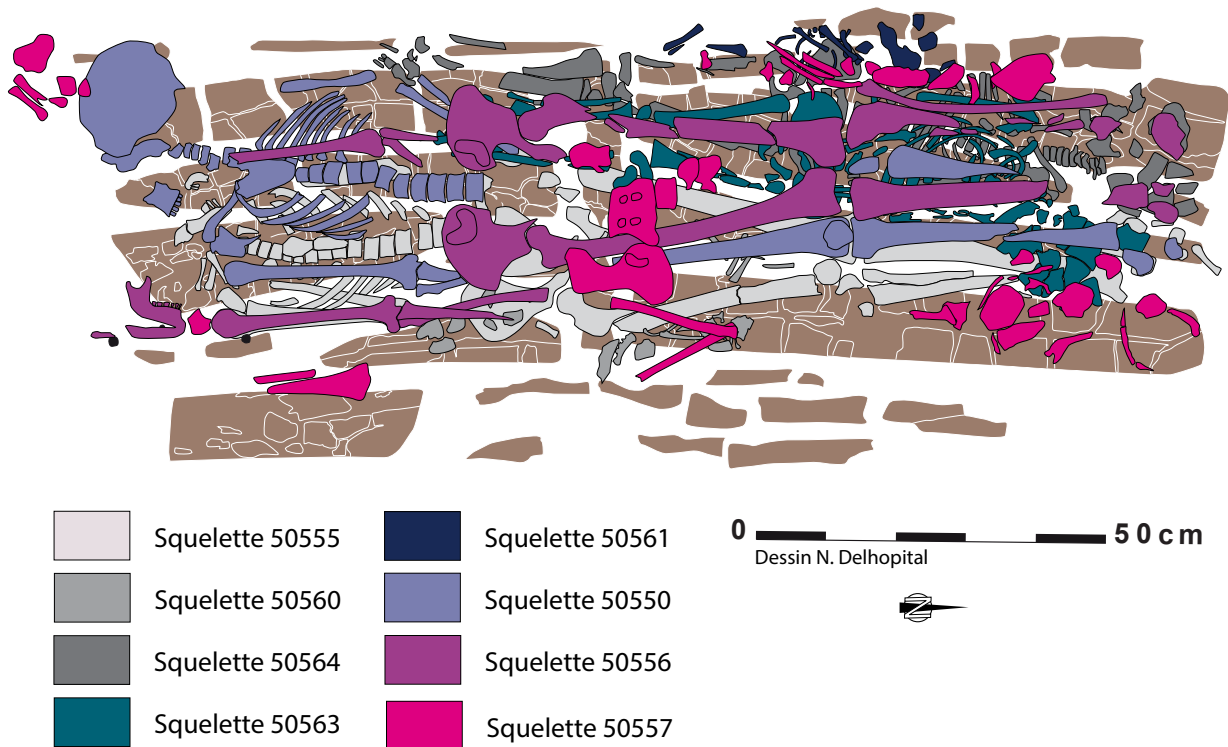 Squelette 50555
Squelette 50560
Squelette 50564
Squelette 50563
Squelette 50561
Squelette 50550
Squelette 50556
Squelette 50557
0 50 cm
Dessin N. Delhopital
N